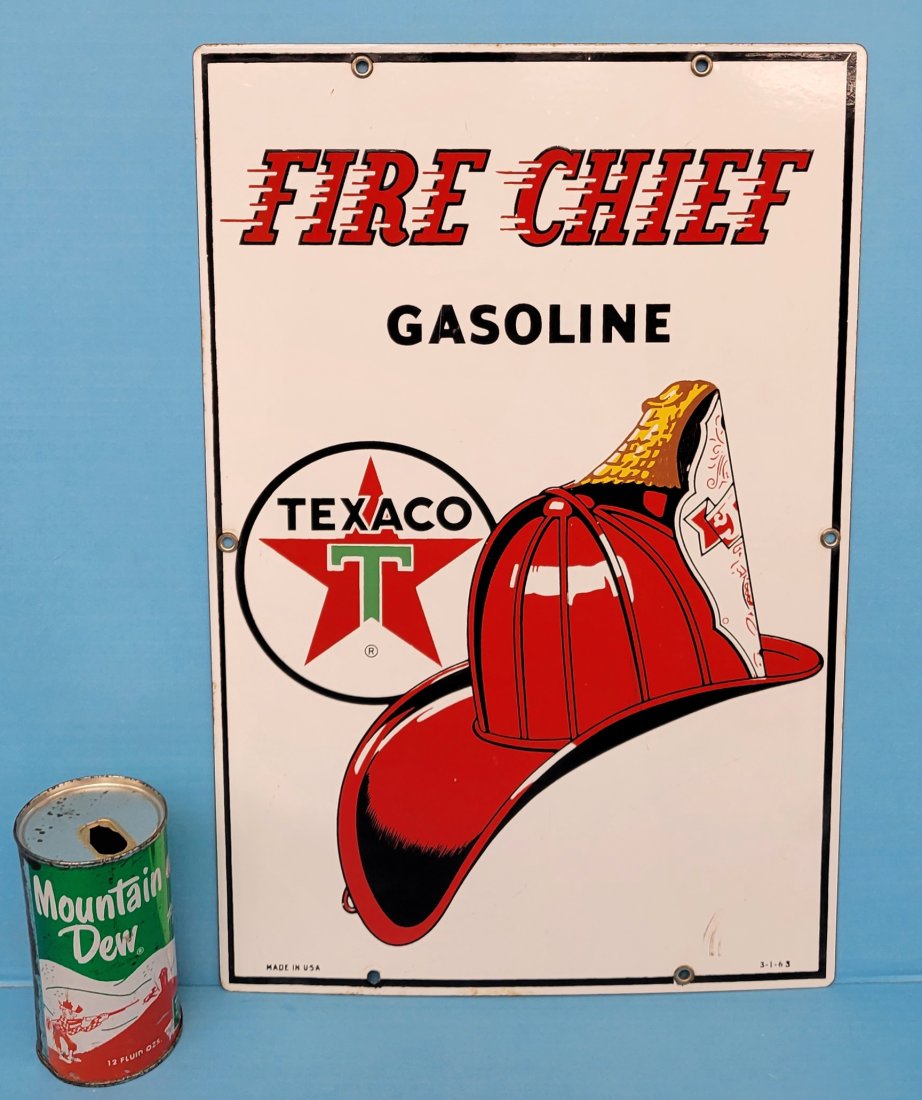 FIRE CHIEF
GASOLINE
TEXACO
T
®
MADE IN USA
3-1-63
Mountain
Dew®
12 FLUID OZS.